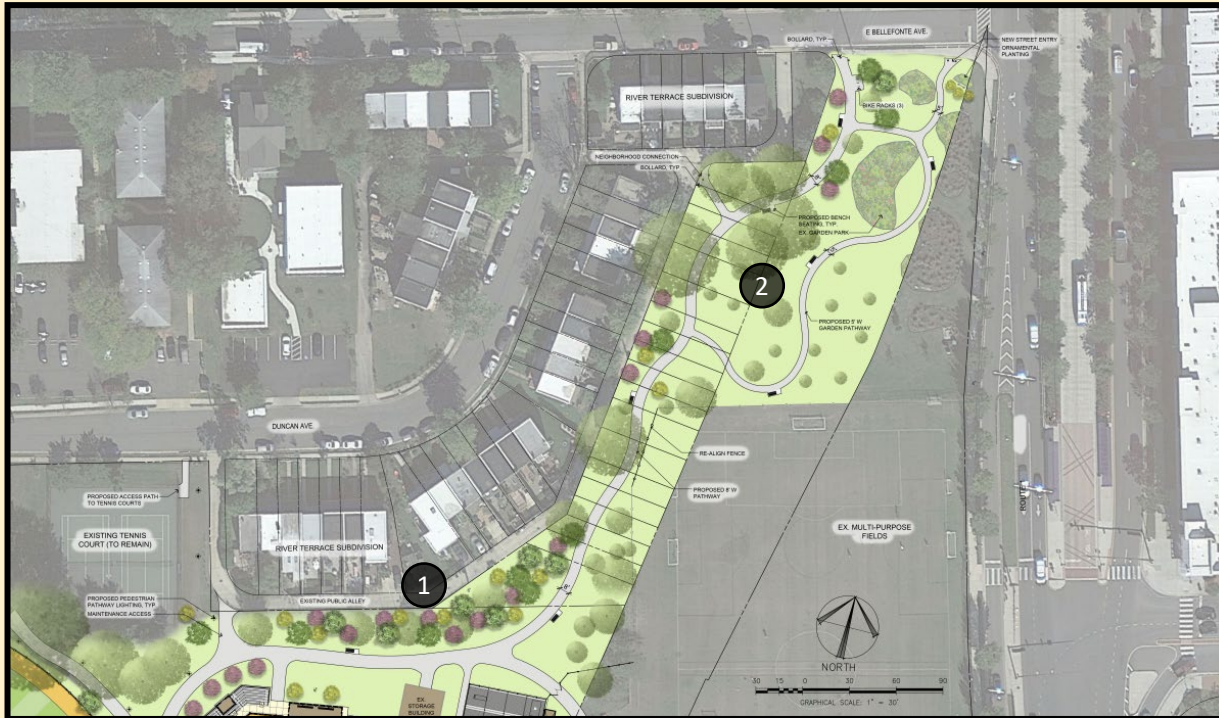 E BELLEFONTE AVE.
BOLLARD, TYP.
NEW STREET ENTRY
ORNAMENTAL
PLANTING
RIVER TERRACE SUBDIVISION
BIKE RACKS (3)
NEIGHBORHOOD CONNECTION
BOLLARD, TYP
PROPOSED BENCH
SEATING, TYP.
EX. GARDEN PARK
2
PROPOSED 5' W
GARDEN PATHWAY
DUNCAN AVE.
RE-ALIGN FENCE
PROPOSED 8' W
PATHWAY
PROPOSED ACCESS PATH
TO TENNIS COURTS
EXISTING TENNIS
COURT (TO REMAIN)
RIVER TERRACE SUBDIVISION
EX. MULTI-PURPOSE
FIELDS
1
PROPOSED PEDESTRIAN
PATHWAY LIGHTING, TYP
MAINTENANCE ACCESS
EXISTING PUBLIC ALLEY
8'
NORTH
30 15 0 30 60 90
GRAPHICAL SCALE: 1" = 30'
EX.
STORAGE
BUILDING